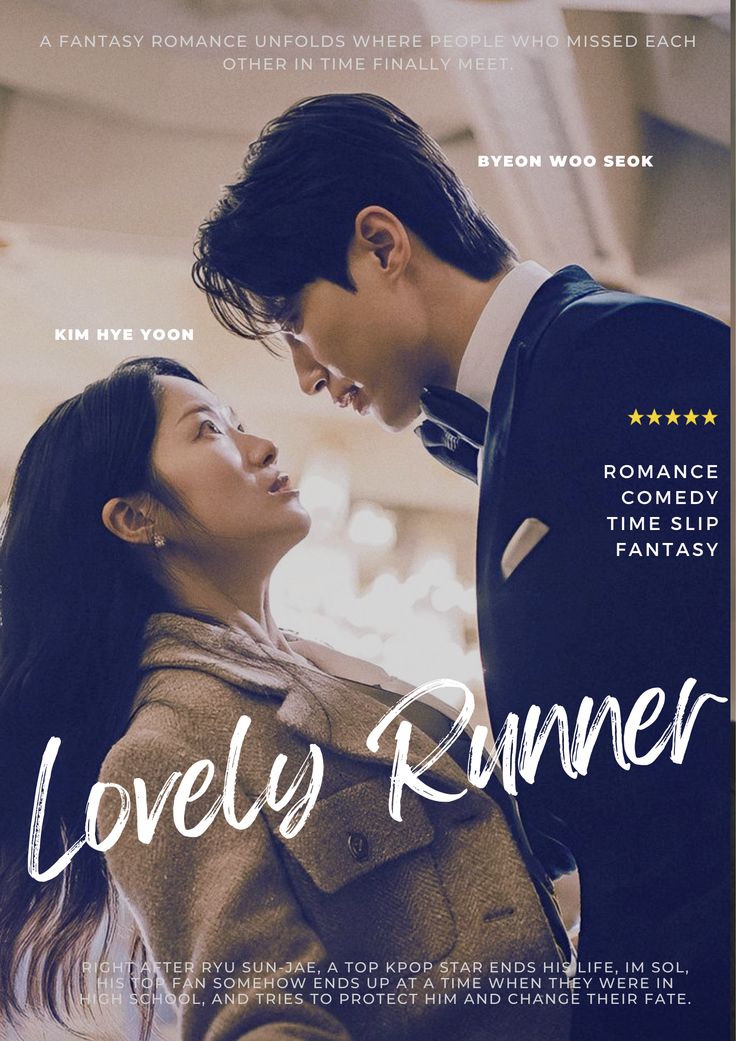 A FANTASY ROMANCE UNFOLDS WHERE PEOPLE WHO MISSED EACH
OTHER IN TIME FINALLY MEET.
BYEON WOO SEOK
KIM HYE YOON
ROMANCE
COMEDY
TIME SLIP
FANTASY
Lovely Runner
RIGHT AFTER RYU SUN-JAE, A TOP KPOP STAR ENDS HIS LIFE, IM SOL,
HIS TOP FAN SOMEHOW ENDS UP AT A TIME WHEN THEY WERE IN
HIGH SCHOOL, AND TRIES TO PROTECT HIM AND CHANGE THEIR FATE.